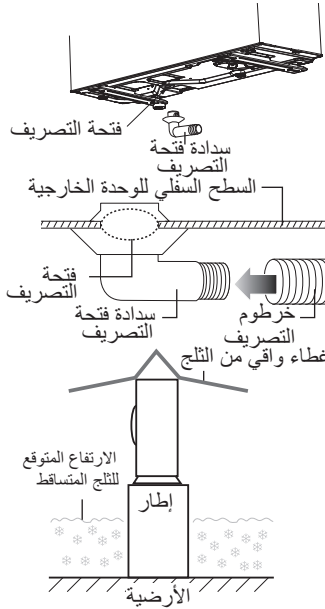 فتحة التصريف
سدادة فتحة
التصريف
السطح السفلي للوحدة الخارجية
فتحة
التصريف
سدادة فتحة
التصريف
خرطوم
التصريف
غطاء واقي من الثلج
الارتفاع المتوقع
للثلج المتساقط
إطار
الأرضية